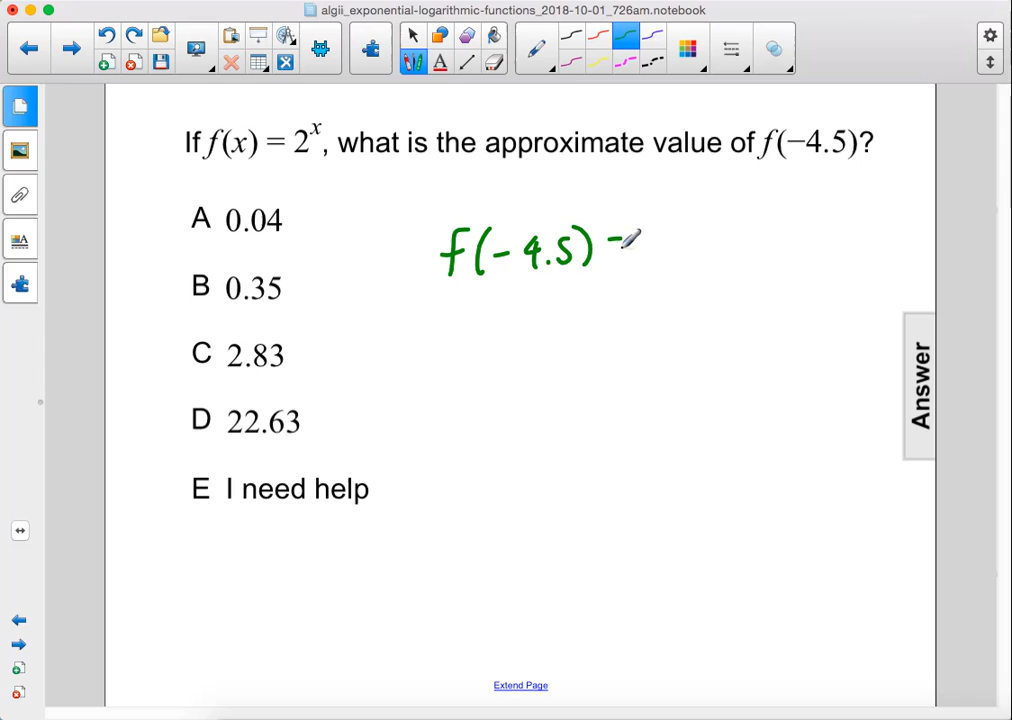 algii_exponential-logarithmic-functions_2018-10-01_726am.notebook
If f(x) = 2^x, what is the approximate value of f(−4.5)?
A 0.04
f(-4.5) =
B 0.35
C 2.83
D 22.63
E I need help
Answer
Extend Page